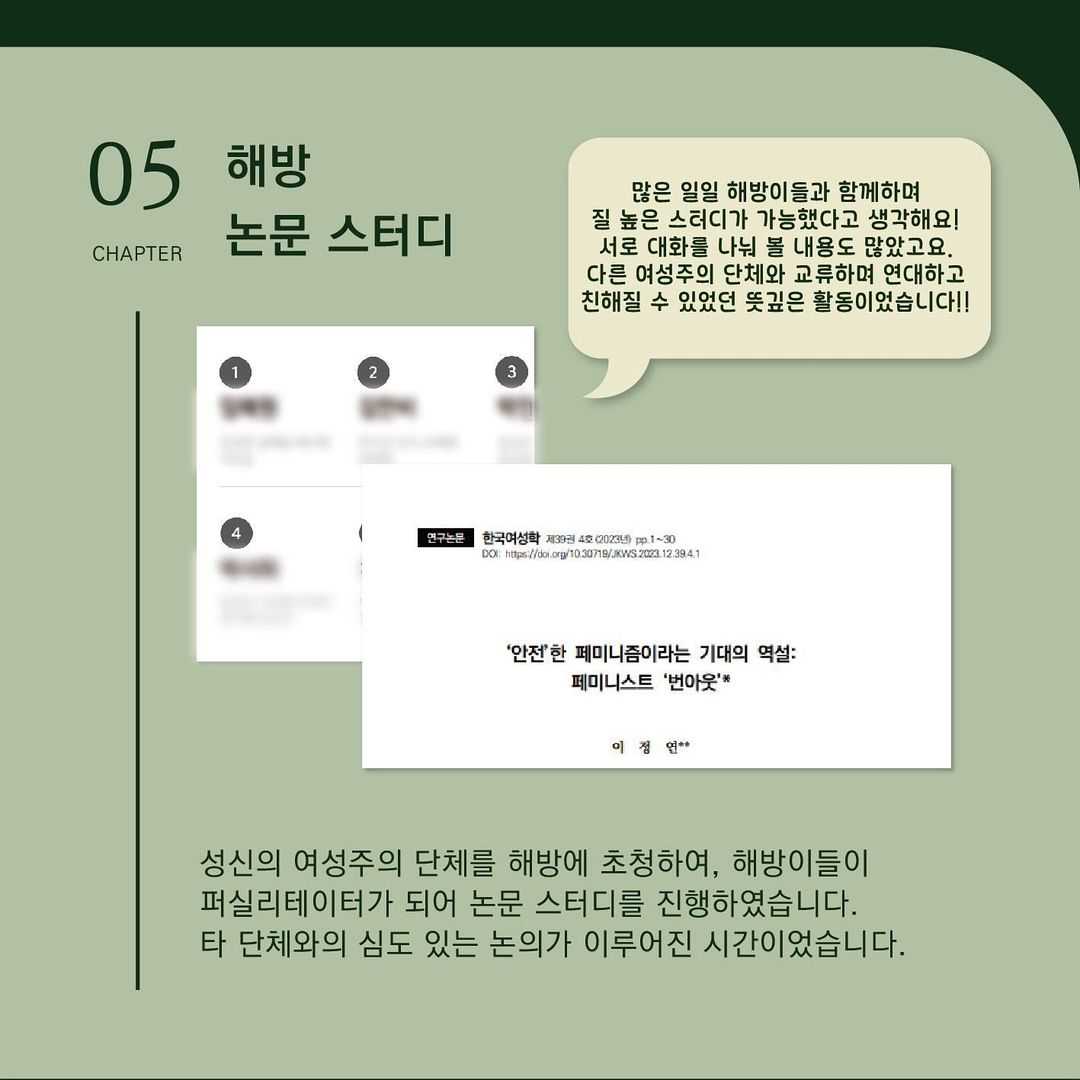 05
CHAPTER
해방
논문 스터디
많은 일일 해방이들과 함께하며
질 높은 스터디가 가능했다고 생각해요!
서로 대화를 나눠 볼 내용도 많았고요.
다른 여성주의 단체와 교류하며 연대하고
친해질 수 있었던 뜻깊은 활동이었습니다!!
1
2
3
4
연구논문 한국여성학 제39권 4호 (2023년) pp.1~30
DOI: https://doi.org/10.30719/JKWS.2023.12.39.4.1
‘안전’한 페미니즘이라는 기대의 역설:
페미니스트 ‘번아웃’*
이 정 연**
성신의 여성주의 단체를 해방에 초청하여, 해방이들이
퍼실리테이터가 되어 논문 스터디를 진행하였습니다.
타 단체와의 심도 있는 논의가 이루어진 시간이었습니다.